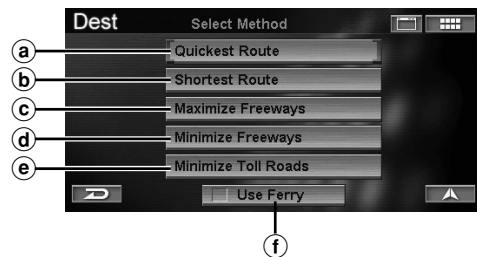 Dest Select Method
a Quickest Route
b Shortest Route
c Maximize Freeways
d Minimize Freeways
e Minimize Toll Roads
Use Ferry
f